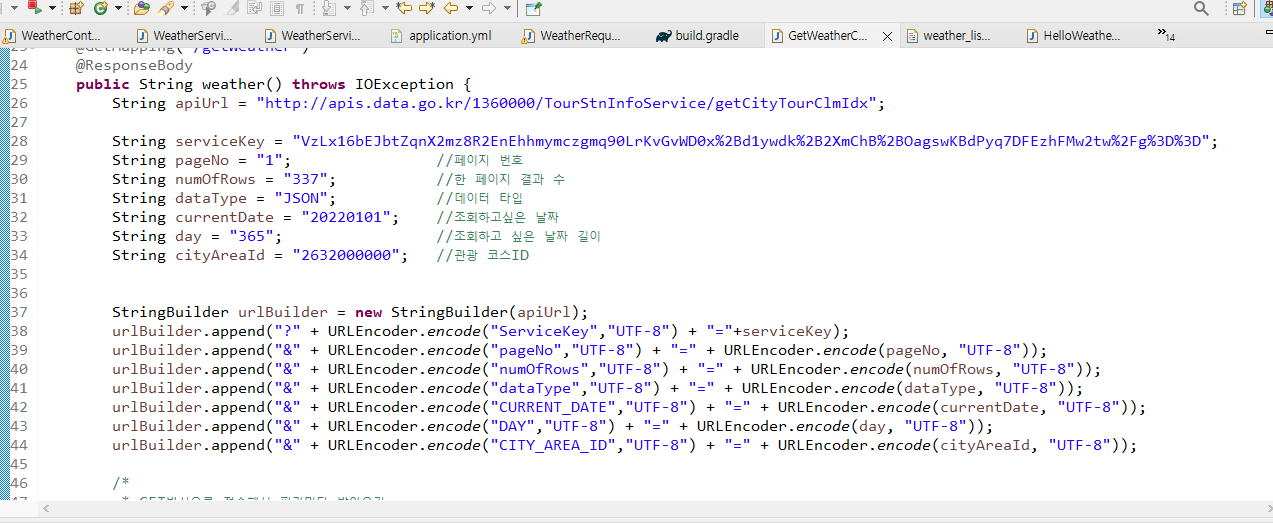 WeatherCont... WeatherServi... WeatherServi... application.yml WeatherRequ... build.gradle GetWeatherC... weather_lis... HelloWeathe... »14
24 @ResponseBody
25 public String weather() throws IOException {
26 String apiUrl = "http://apis.data.go.kr/1360000/TourStnInfoService/getCityTourClmIdx";
27
28 String serviceKey = "VzLx16bEJbtZqnX2mz8R2EnEhhmymczgmq90LrKvGvWD0x%2Bd1ywdk%2B2XmChB%2BOagswKBdPyq7DFEzhFMw2tw%2Fg%3D%3D";
29 String pageNo = "1"; //페이지 번호
30 String numOfRows = "337"; //한 페이지 결과 수
31 String dataType = "JSON"; //데이터 타입
32 String currentDate = "20220101"; //조회하고싶은 날짜
33 String day = "365"; //조회하고 싶은 날짜 길이
34 String cityAreaId = "2632000000"; //관광 코스ID
35
36
37 StringBuilder urlBuilder = new StringBuilder(apiUrl);
38 urlBuilder.append("?" + URLEncoder.encode("ServiceKey","UTF-8") + "="+serviceKey);
39 urlBuilder.append("&" + URLEncoder.encode("pageNo","UTF-8") + "=" + URLEncoder.encode(pageNo, "UTF-8"));
40 urlBuilder.append("&" + URLEncoder.encode("numOfRows","UTF-8") + "=" + URLEncoder.encode(numOfRows, "UTF-8"));
41 urlBuilder.append("&" + URLEncoder.encode("dataType","UTF-8") + "=" + URLEncoder.encode(dataType, "UTF-8"));
42 urlBuilder.append("&" + URLEncoder.encode("CURRENT_DATE","UTF-8") + "=" + URLEncoder.encode(currentDate, "UTF-8"));
43 urlBuilder.append("&" + URLEncoder.encode("DAY","UTF-8") + "=" + URLEncoder.encode(day, "UTF-8"));
44 urlBuilder.append("&" + URLEncoder.encode("CITY_AREA_ID","UTF-8") + "=" + URLEncoder.encode(cityAreaId, "UTF-8"));
45
46 /*